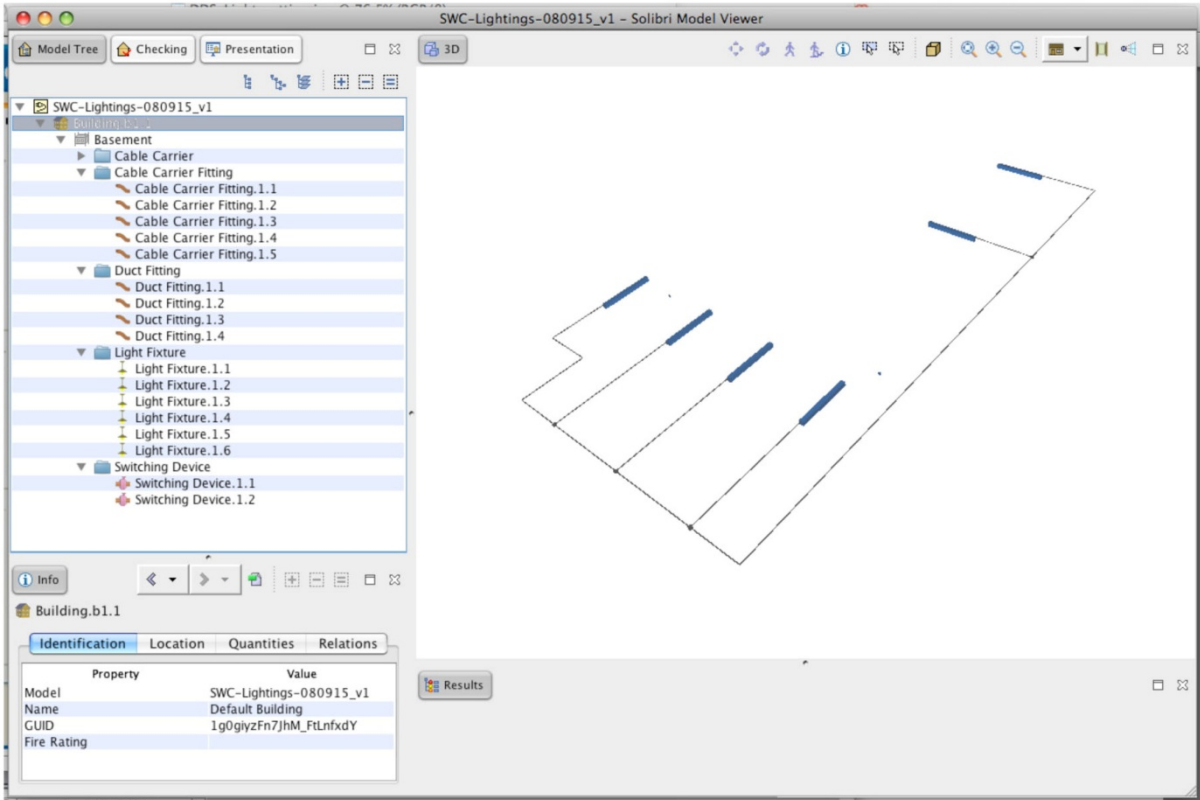 SWC-Lightings-080915_v1 – Solibri Model Viewer
Model Tree
Checking
Presentation
3D
SWC-Lightings-080915_v1
Building.b1.1
Basement
Cable Carrier
Cable Carrier Fitting
Cable Carrier Fitting.1.1
Cable Carrier Fitting.1.2
Cable Carrier Fitting.1.3
Cable Carrier Fitting.1.4
Cable Carrier Fitting.1.5
Duct Fitting
Duct Fitting.1.1
Duct Fitting.1.2
Duct Fitting.1.3
Duct Fitting.1.4
Light Fixture
Light Fixture.1.1
Light Fixture.1.2
Light Fixture.1.3
Light Fixture.1.4
Light Fixture.1.5
Light Fixture.1.6
Switching Device
Switching Device.1.1
Switching Device.1.2
Info
Building.b1.1
Identification Location Quantities Relations
Property Value
Model SWC-Lightings-080915_v1
Name Default Building
GUID 1g0giyzFn7JhM_FtLnfxdY
Fire Rating
Results